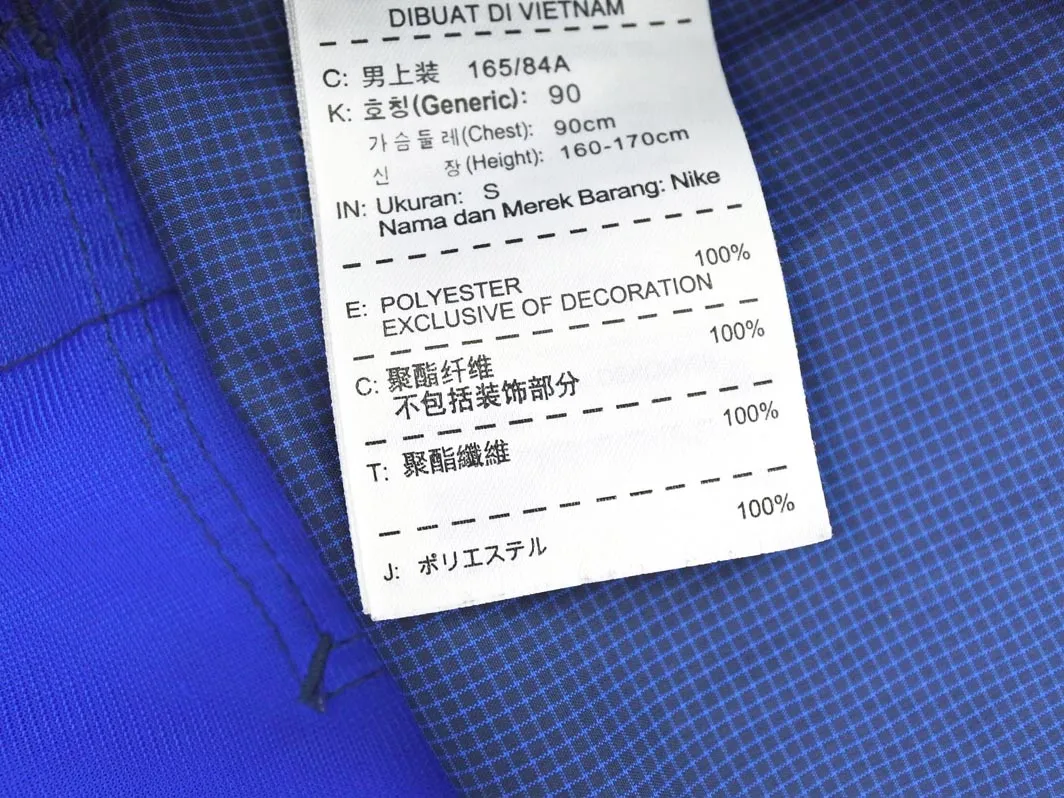 DIBUAT DI VIETNAM
C: 男上装 165/84A
K: 호칭(Generic): 90
가슴둘레(Chest): 90cm
신 장(Height): 160-170cm
IN: Ukuran: S
Nama dan Merek Barang: Nike
100%
E: POLYESTER
EXCLUSIVE OF DECORATION
100%
C: 聚酯纤维
不包括装饰部分
100%
T: 聚酯纖維
100%
J: ポリエステル